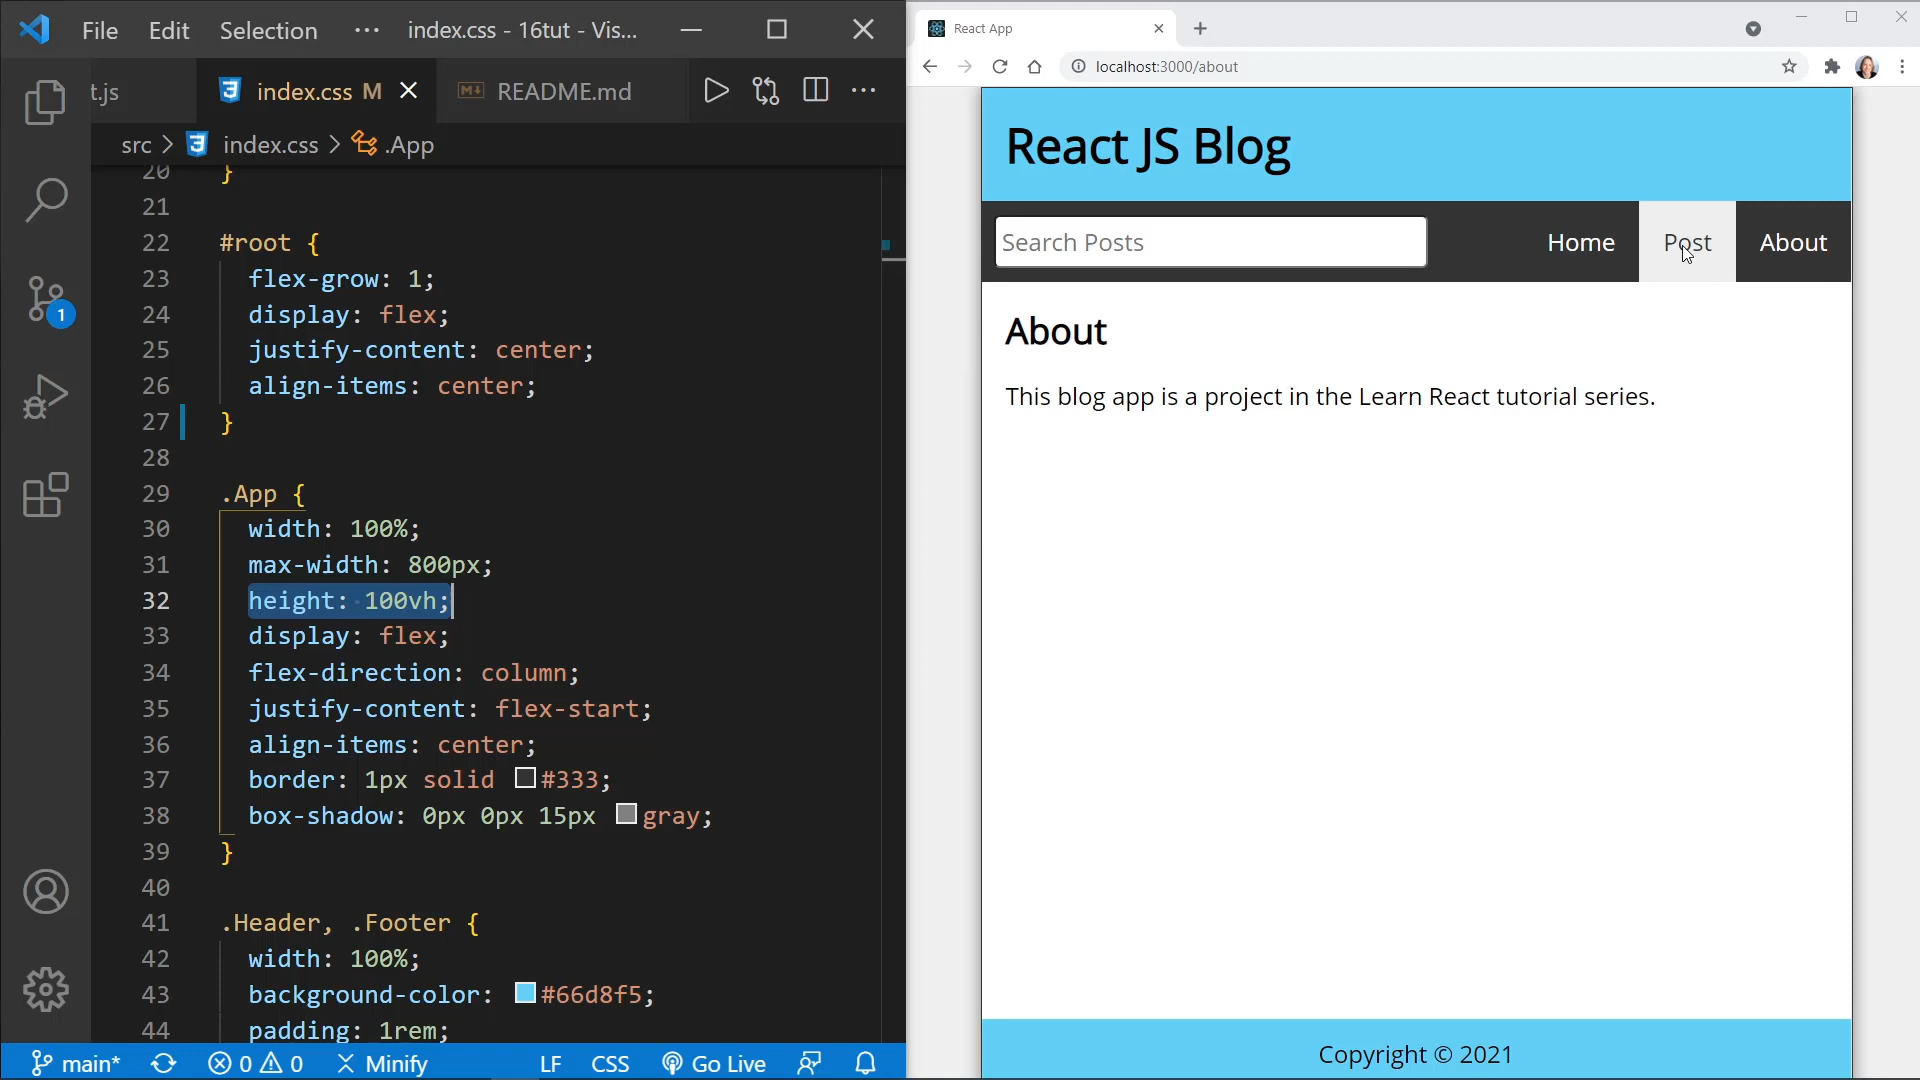 File Edit Selection ··· index.css - 16tut - Vis...
t.js index.css M README.md
src > index.css > .App
20 }
21
22 #root {
23 flex-grow: 1;
24 display: flex;
25 justify-content: center;
26 align-items: center;
27 }
28
29 .App {
30 width: 100%;
31 max-width: 800px;
32 height: 100vh;
33 display: flex;
34 flex-direction: column;
35 justify-content: flex-start;
36 align-items: center;
37 border: 1px solid #333;
38 box-shadow: 0px 0px 15px gray;
39 }
40
41 .Header, .Footer {
42 width: 100%;
43 background-color: #66d8f5;
44 padding: 1rem;
1
main* 0 0 Minify LF CSS Go Live
React App
localhost:3000/about
React JS Blog
Search Posts Home Post About
About
This blog app is a project in the Learn React tutorial series.
Copyright © 2021